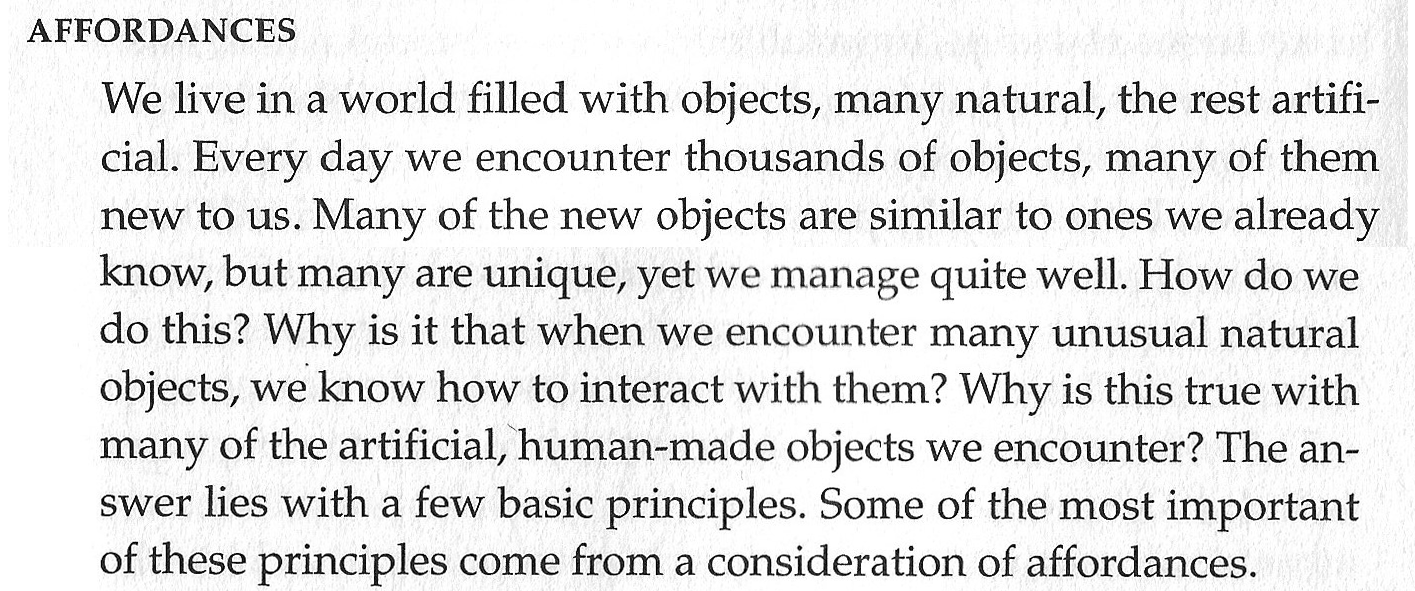 AFFORDANCES
We live in a world filled with objects, many natural, the rest artifi-
cial. Every day we encounter thousands of objects, many of them
new to us. Many of the new objects are similar to ones we already
know, but many are unique, yet we manage quite well. How do we
do this? Why is it that when we encounter many unusual natural
objects, we know how to interact with them? Why is this true with
many of the artificial, human-made objects we encounter? The an-
swer lies with a few basic principles. Some of the most important
of these principles come from a consideration of affordances.